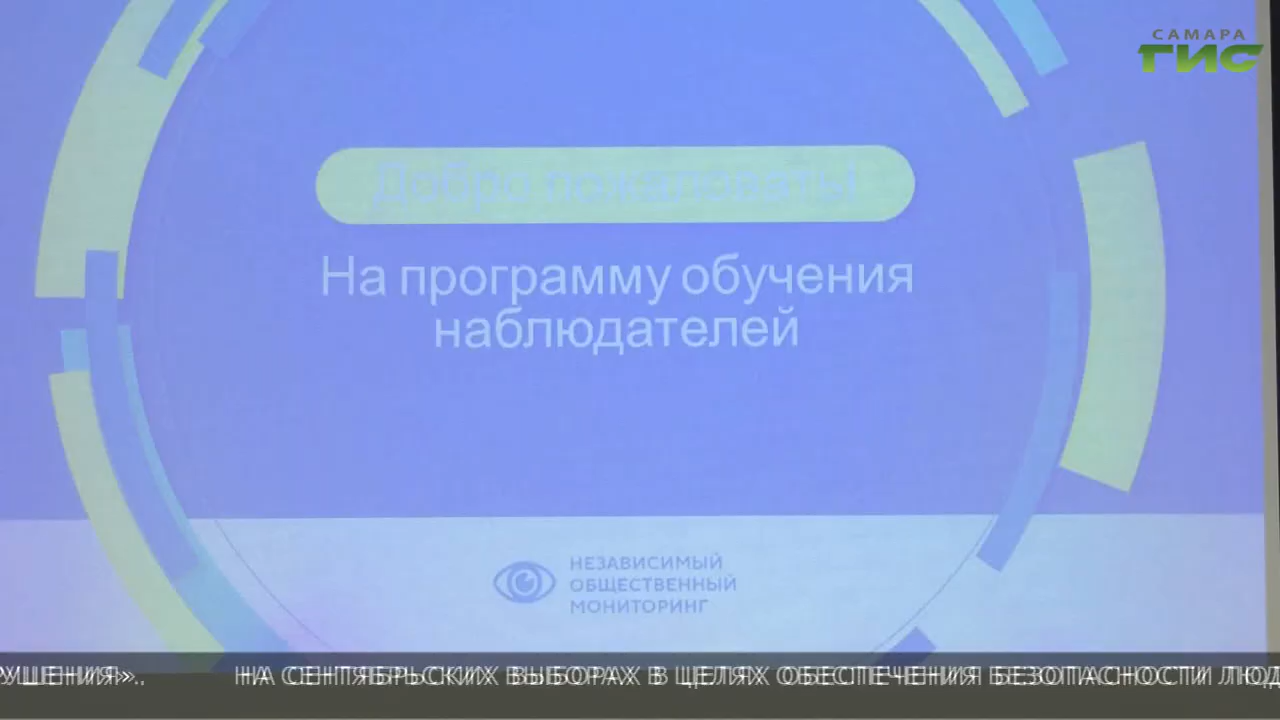 САМАРА
ГИС
Добро пожаловать!
На программу обучения
наблюдателей
НЕЗАВИСИМЫЙ
ОБЩЕСТВЕННЫЙ
МОНИТОРИНГ
РУШЕНИЯ». НА СЕНТЯБРЬСКИХ ВЫБОРАХ В ЦЕЛЯХ ОБЕСПЕЧЕНИЯ БЕЗОПАСНОСТИ ЛЮД